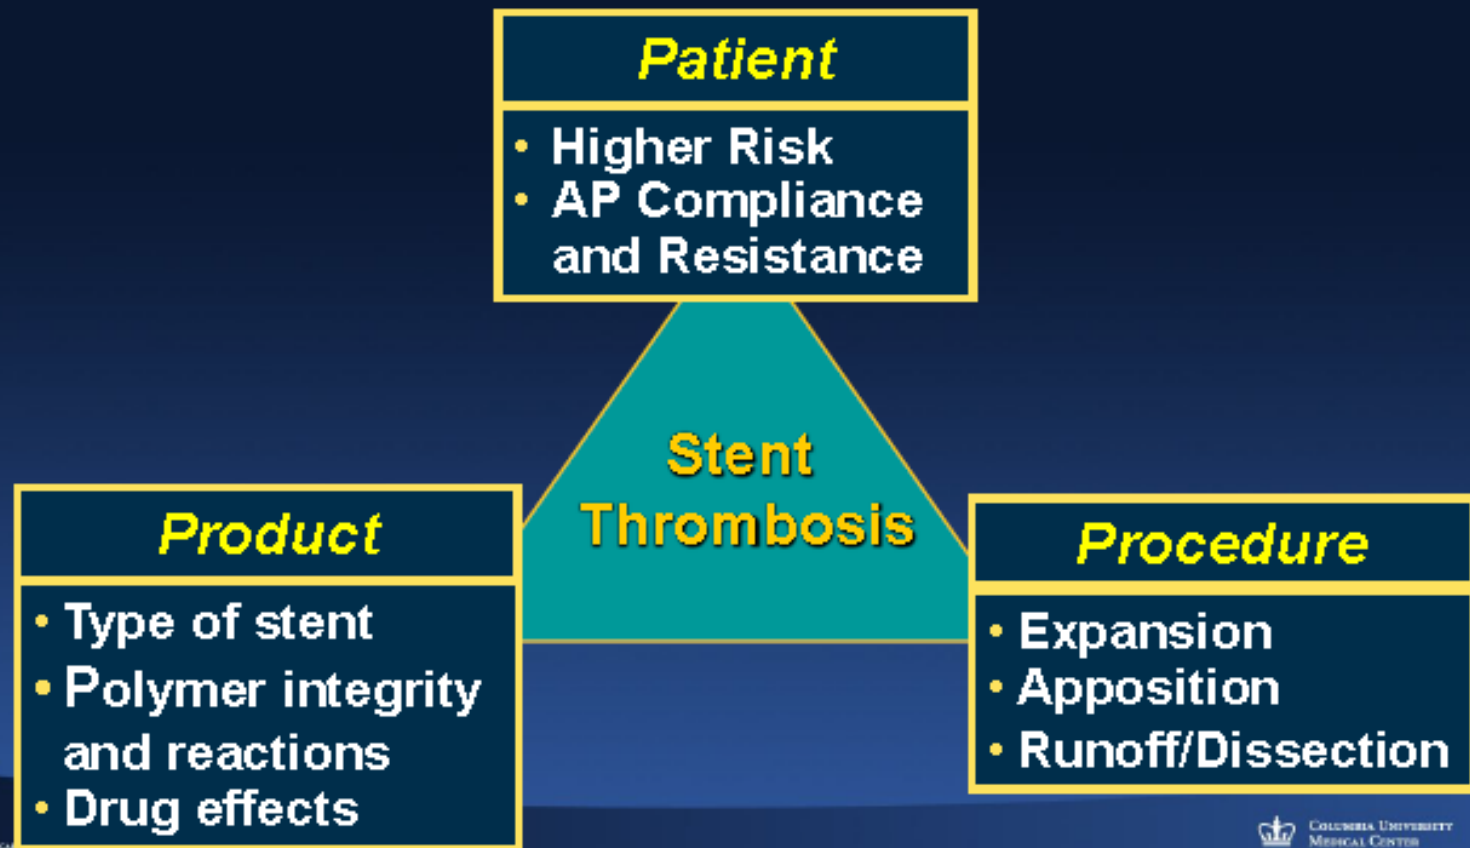 Patient
• Higher Risk
• AP Compliance
and Resistance
Stent
Thrombosis
Product
• Type of stent
• Polymer integrity
and reactions
• Drug effects
Procedure
• Expansion
• Apposition
• Runoff/Dissection
COLUMBIA UNIVERSITY
MEDICAL CENTER